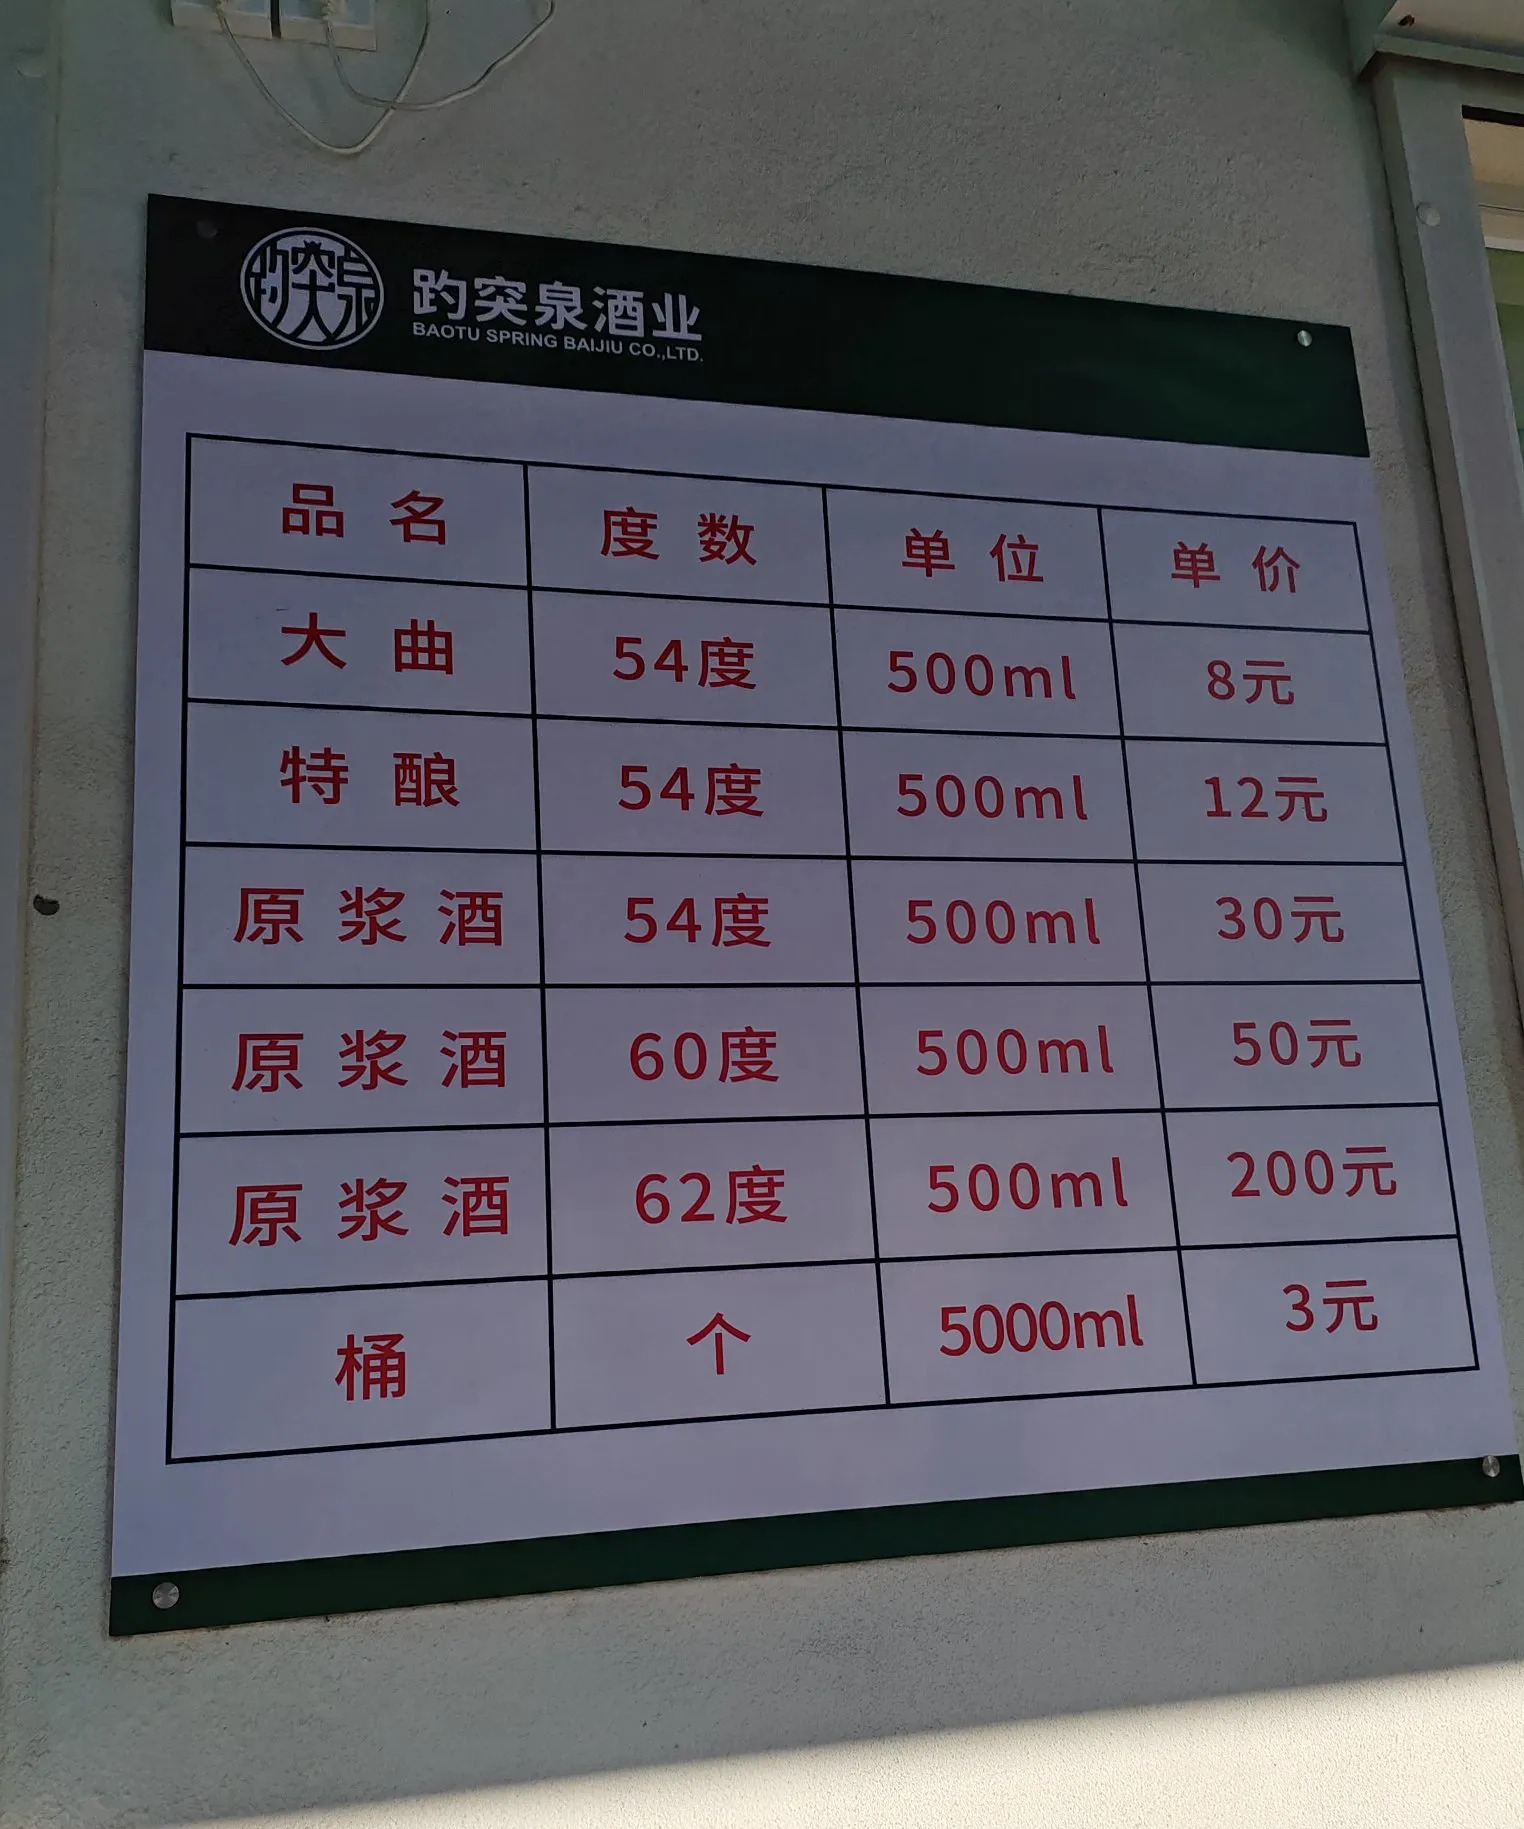 趵突泉
趵突泉酒业
BAOTU SPRING BAIJIU CO.,LTD.
品名 度数 单位 单价
大曲 54度 500ml 8元
特酿 54度 500ml 12元
原浆酒 54度 500ml 30元
原浆酒 60度 500ml 50元
原浆酒 62度 500ml 200元
桶 个 5000ml 3元